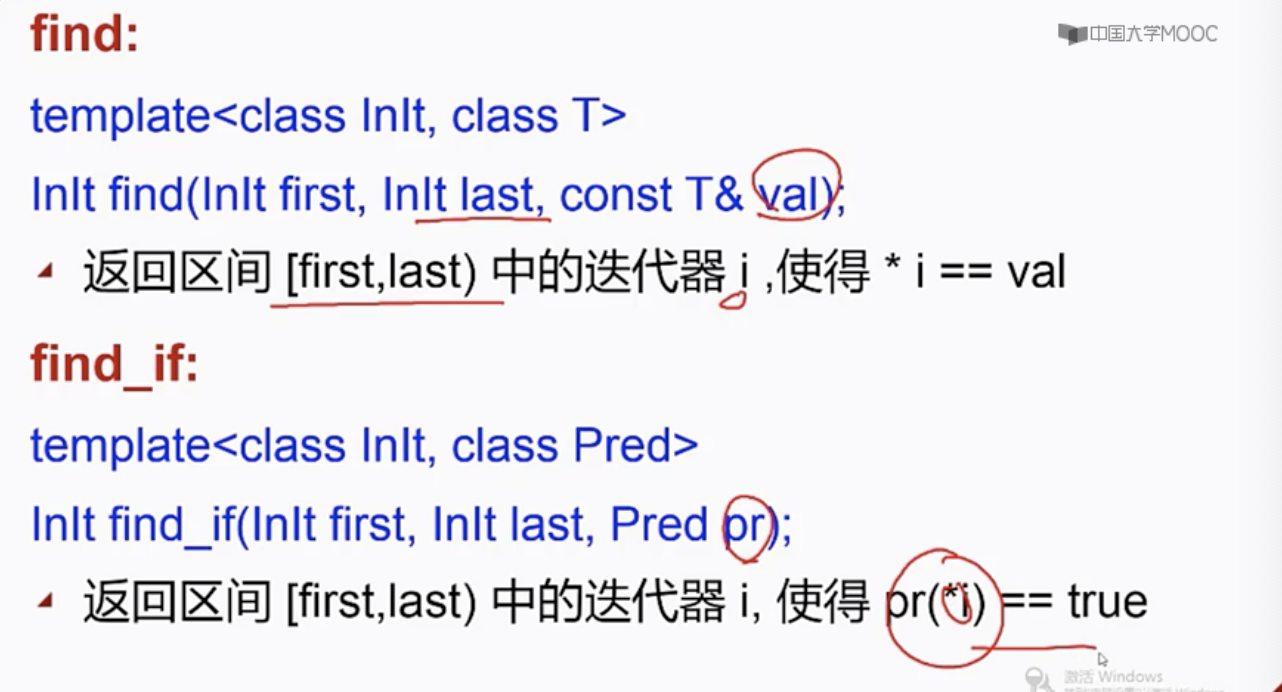 find:
中国大学MOOC
template<class InIt, class T>
InIt find(InIt first, InIt last, const T& val);
返回区间 [first,last) 中的迭代器 i ,使得 * i == val
find_if:
template<class InIt, class Pred>
InIt find_if(InIt first, InIt last, Pred pr);
返回区间 [first,last) 中的迭代器 i, 使得 pr(*i) == true
激活 Windows